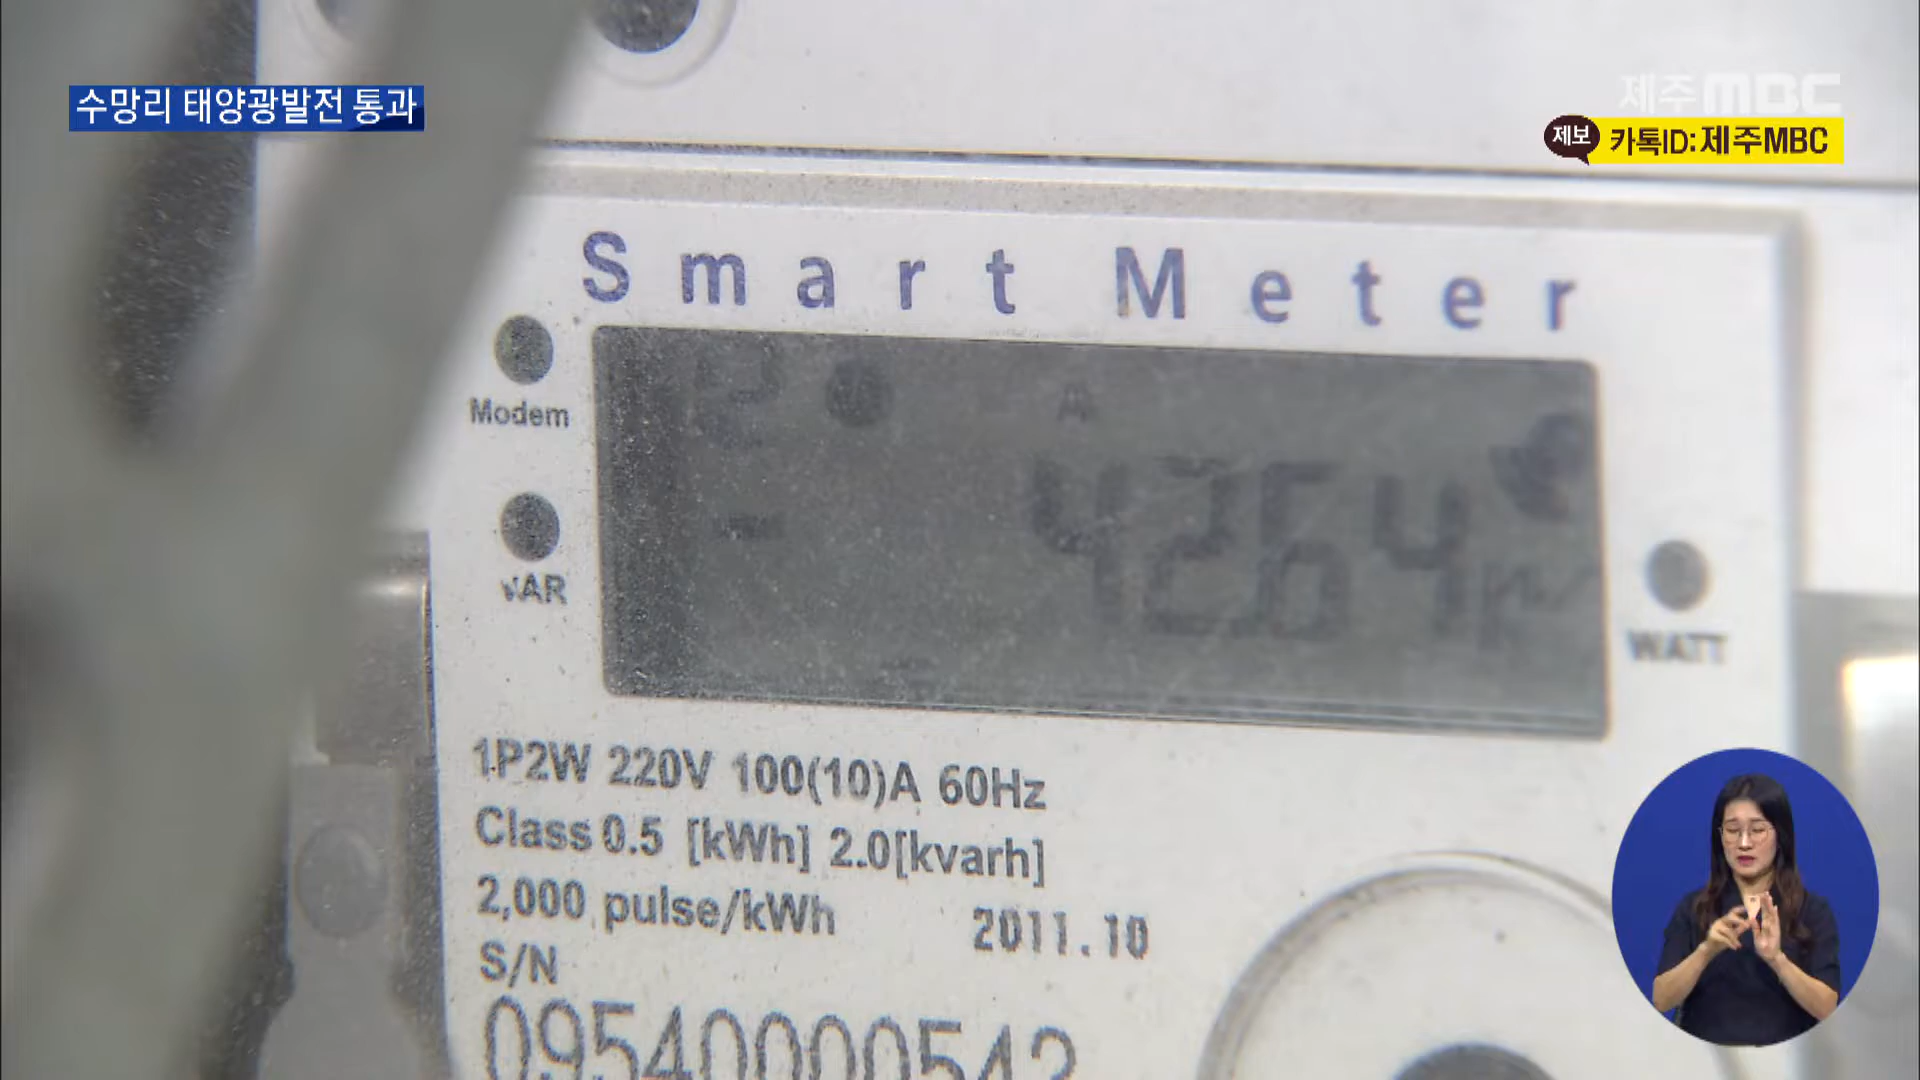 수망리 태양광발전 통과
제주MBC
제보 카톡ID:제주MBC
Smart Meter
Modem
A
4264
VAR
WATT
1P2W 220V 100(10)A 60Hz
Class 0.5 [kWh] 2.0[kvarh]
2,000 pulse/kWh 2011.10
S/N
09540000542